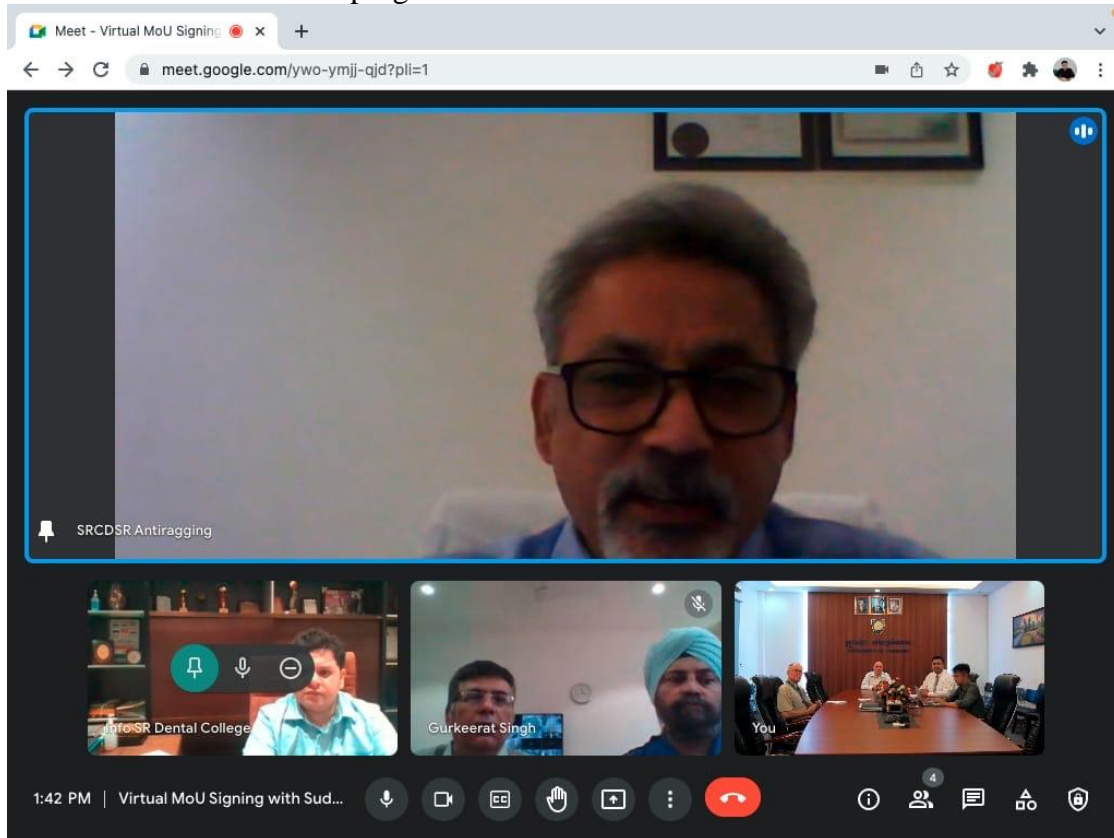 Meet - Virtual MoU Signing
meet.google.com/ywo-ymjj-qjd?pli=1
SRCDSR Antiragging
Info SR Dental College
Gurkeerat Singh
You
4
1:42 PM | Virtual MoU Signing with Sud...
CC